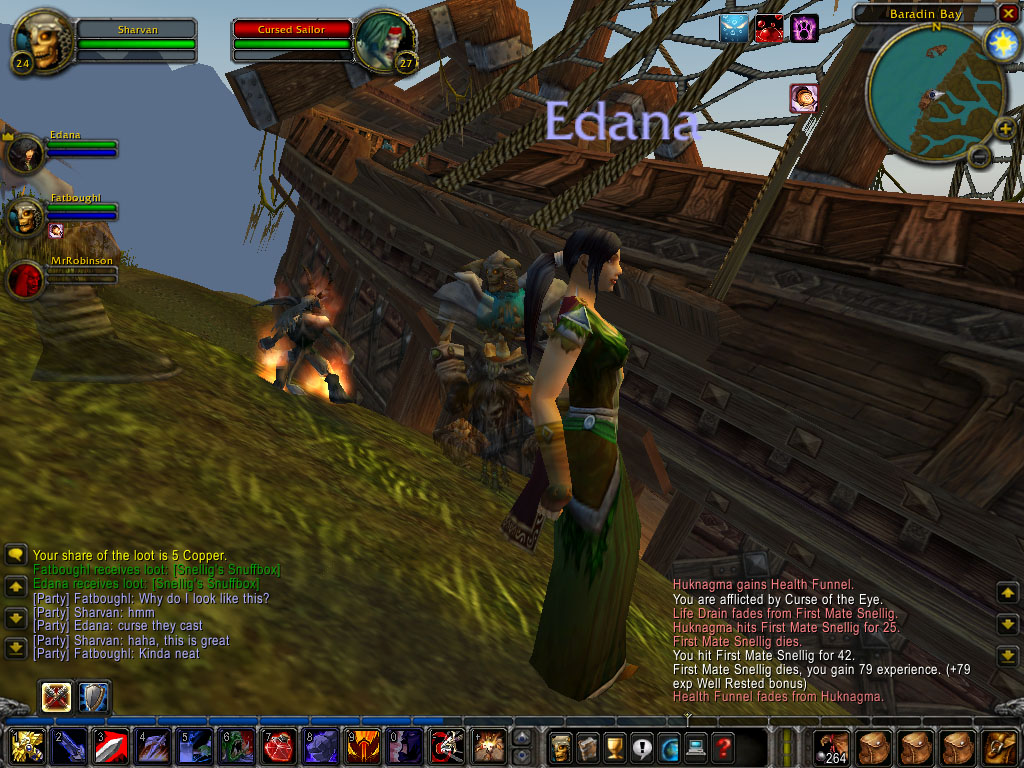 Sharvan
24
Cursed Sailor
27
Baradin Bay
N
Edana
Edana
Fatboughl
MrRobinson
Your share of the loot is 5 Copper.
Fatboughl receives loot: [Snellig's Snuffbox]
Edana receives loot: [Snellig's Snuffbox]
[Party] Fatboughl: Why do I look like this?
[Party] Sharvan: hmm
[Party] Edana: curse they cast
[Party] Sharvan: haha, this is great
[Party] Fatboughl: Kinda neat
Huknagma gains Health Funnel.
You are afflicted by Curse of the Eye.
Life Drain fades from First Mate Snellig.
Huknagma hits First Mate Snellig for 25.
First Mate Snellig dies.
You hit First Mate Snellig for 42.
First Mate Snellig dies, you gain 79 experience. (+79
exp Well Rested bonus)
Health Funnel fades from Huknagma.
1 2 3 4 5 6 7 8 9 0 - + ! ? 264